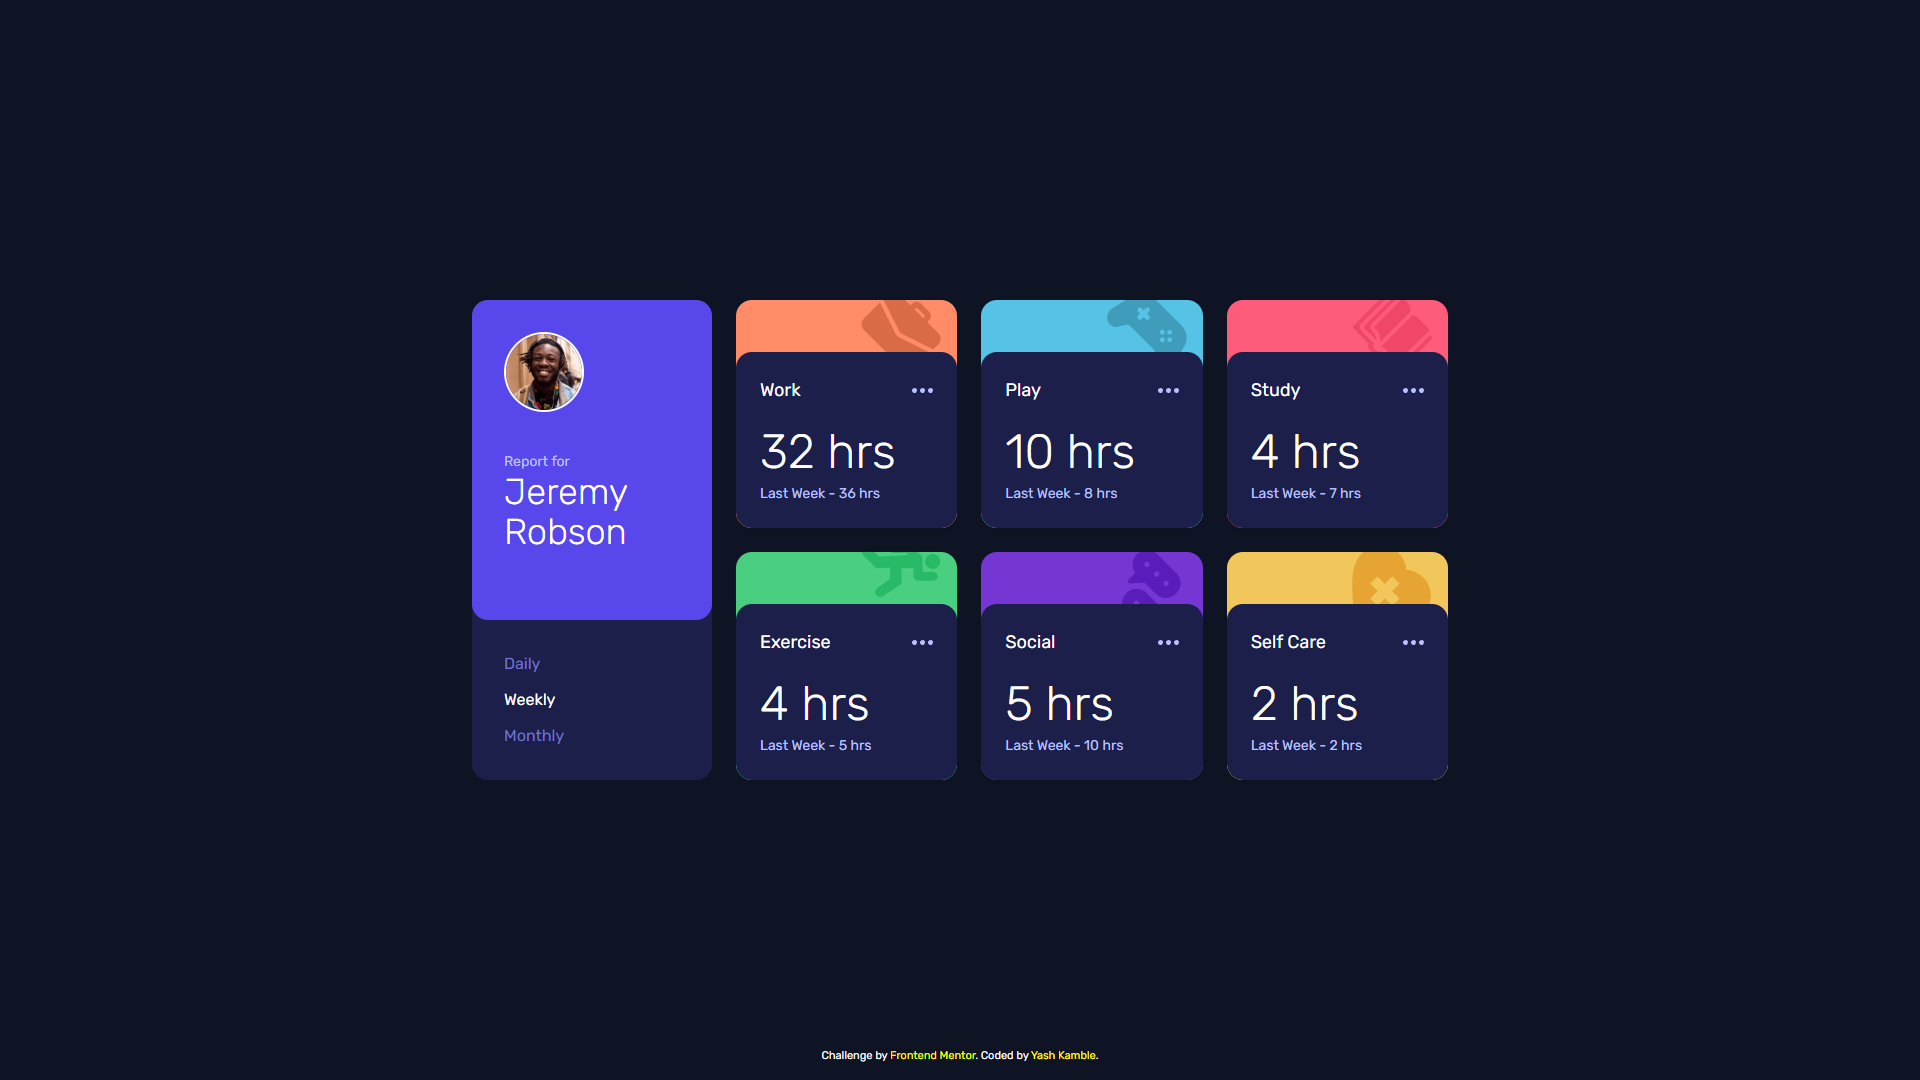 Report for
Jeremy
Robson
Daily
Weekly
Monthly
Work
32 hrs
Last Week - 36 hrs
Play
10 hrs
Last Week - 8 hrs
Study
4 hrs
Last Week - 7 hrs
Exercise
4 hrs
Last Week - 5 hrs
Social
5 hrs
Last Week - 10 hrs
Self Care
2 hrs
Last Week - 2 hrs
Challenge by Frontend Mentor. Coded by Yash Kamble.